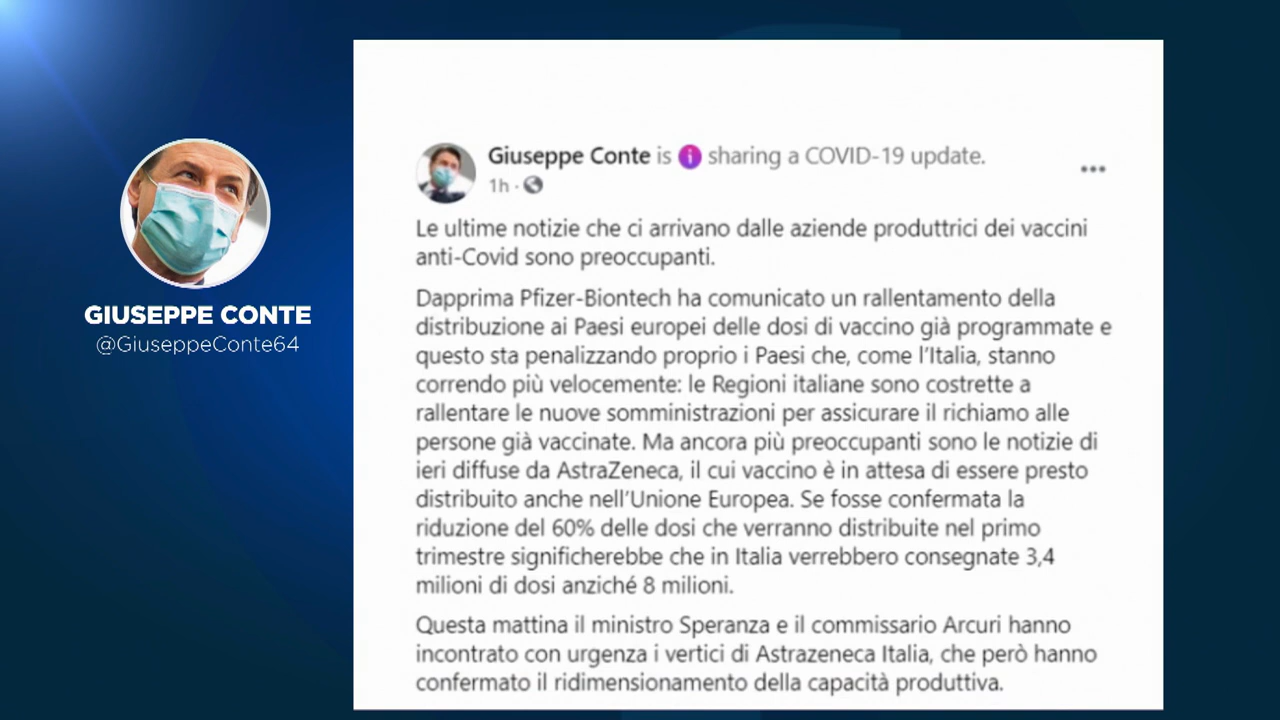 GIUSEPPE CONTE
@GiuseppeConte64
Giuseppe Conte is i sharing a COVID-19 update.
1h ·
Le ultime notizie che ci arrivano dalle aziende produttrici dei vaccini
anti-Covid sono preoccupanti.
Dapprima Pfizer-Biontech ha comunicato un rallentamento della
distribuzione ai Paesi europei delle dosi di vaccino già programmate e
questo sta penalizzando proprio i Paesi che, come l'Italia, stanno
correndo più velocemente: le Regioni italiane sono costrette a
rallentare le nuove somministrazioni per assicurare il richiamo alle
persone già vaccinate. Ma ancora più preoccupanti sono le notizie di
ieri diffuse da AstraZeneca, il cui vaccino è in attesa di essere presto
distribuito anche nell'Unione Europea. Se fosse confermata la
riduzione del 60% delle dosi che verranno distribuite nel primo
trimestre significherebbe che in Italia verrebbero consegnate 3,4
milioni di dosi anziché 8 milioni.
Questa mattina il ministro Speranza e il commissario Arcuri hanno
incontrato con urgenza i vertici di Astrazeneca Italia, che però hanno
confermato il ridimensionamento della capacità produttiva.